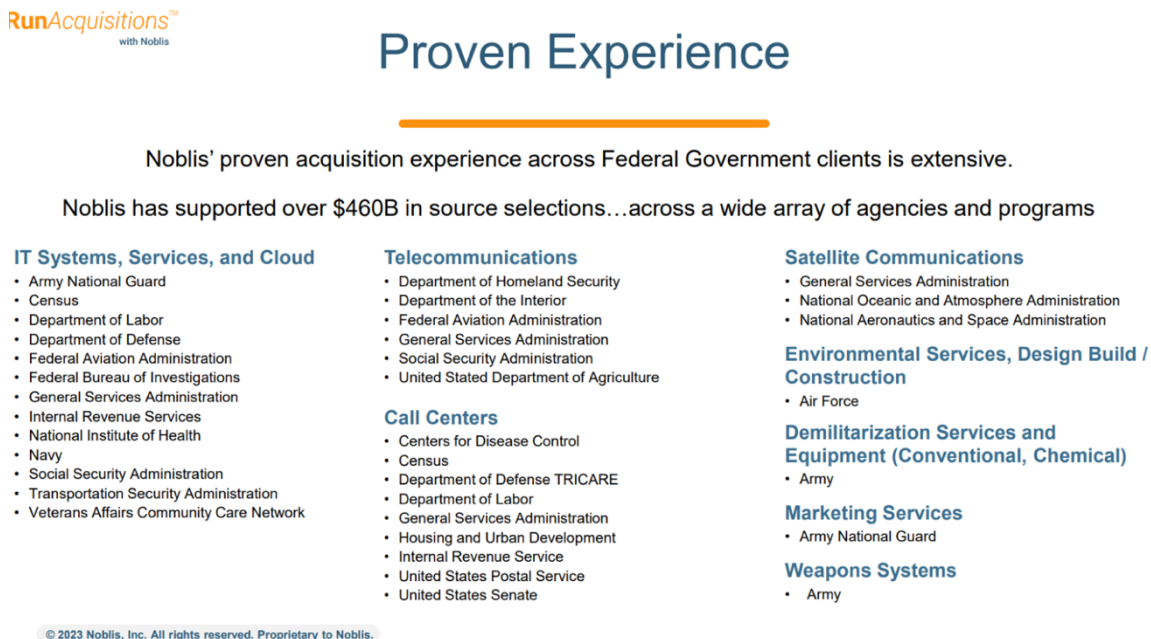 RunAcquisitions™
with Noblis
Proven Experience
Noblis' proven acquisition experience across Federal Government clients is extensive.
Noblis has supported over $460B in source selections…across a wide array of agencies and programs
IT Systems, Services, and Cloud
• Army National Guard
• Census
• Department of Labor
• Department of Defense
• Federal Aviation Administration
• Federal Bureau of Investigations
• General Services Administration
• Internal Revenue Services
• National Institute of Health
• Navy
• Social Security Administration
• Transportation Security Administration
• Veterans Affairs Community Care Network
Telecommunications
• Department of Homeland Security
• Department of the Interior
• Federal Aviation Administration
• General Services Administration
• Social Security Administration
• United Stated Department of Agriculture
Call Centers
• Centers for Disease Control
• Census
• Department of Defense TRICARE
• Department of Labor
• General Services Administration
• Housing and Urban Development
• Internal Revenue Service
• United States Postal Service
• United States Senate
Satellite Communications
• General Services Administration
• National Oceanic and Atmosphere Administration
• National Aeronautics and Space Administration
Environmental Services, Design Build /
Construction
• Air Force
Demilitarization Services and
Equipment (Conventional, Chemical)
• Army
Marketing Services
• Army National Guard
Weapons Systems
• Army
© 2023 Noblis, Inc. All rights reserved. Proprietary to Noblis.